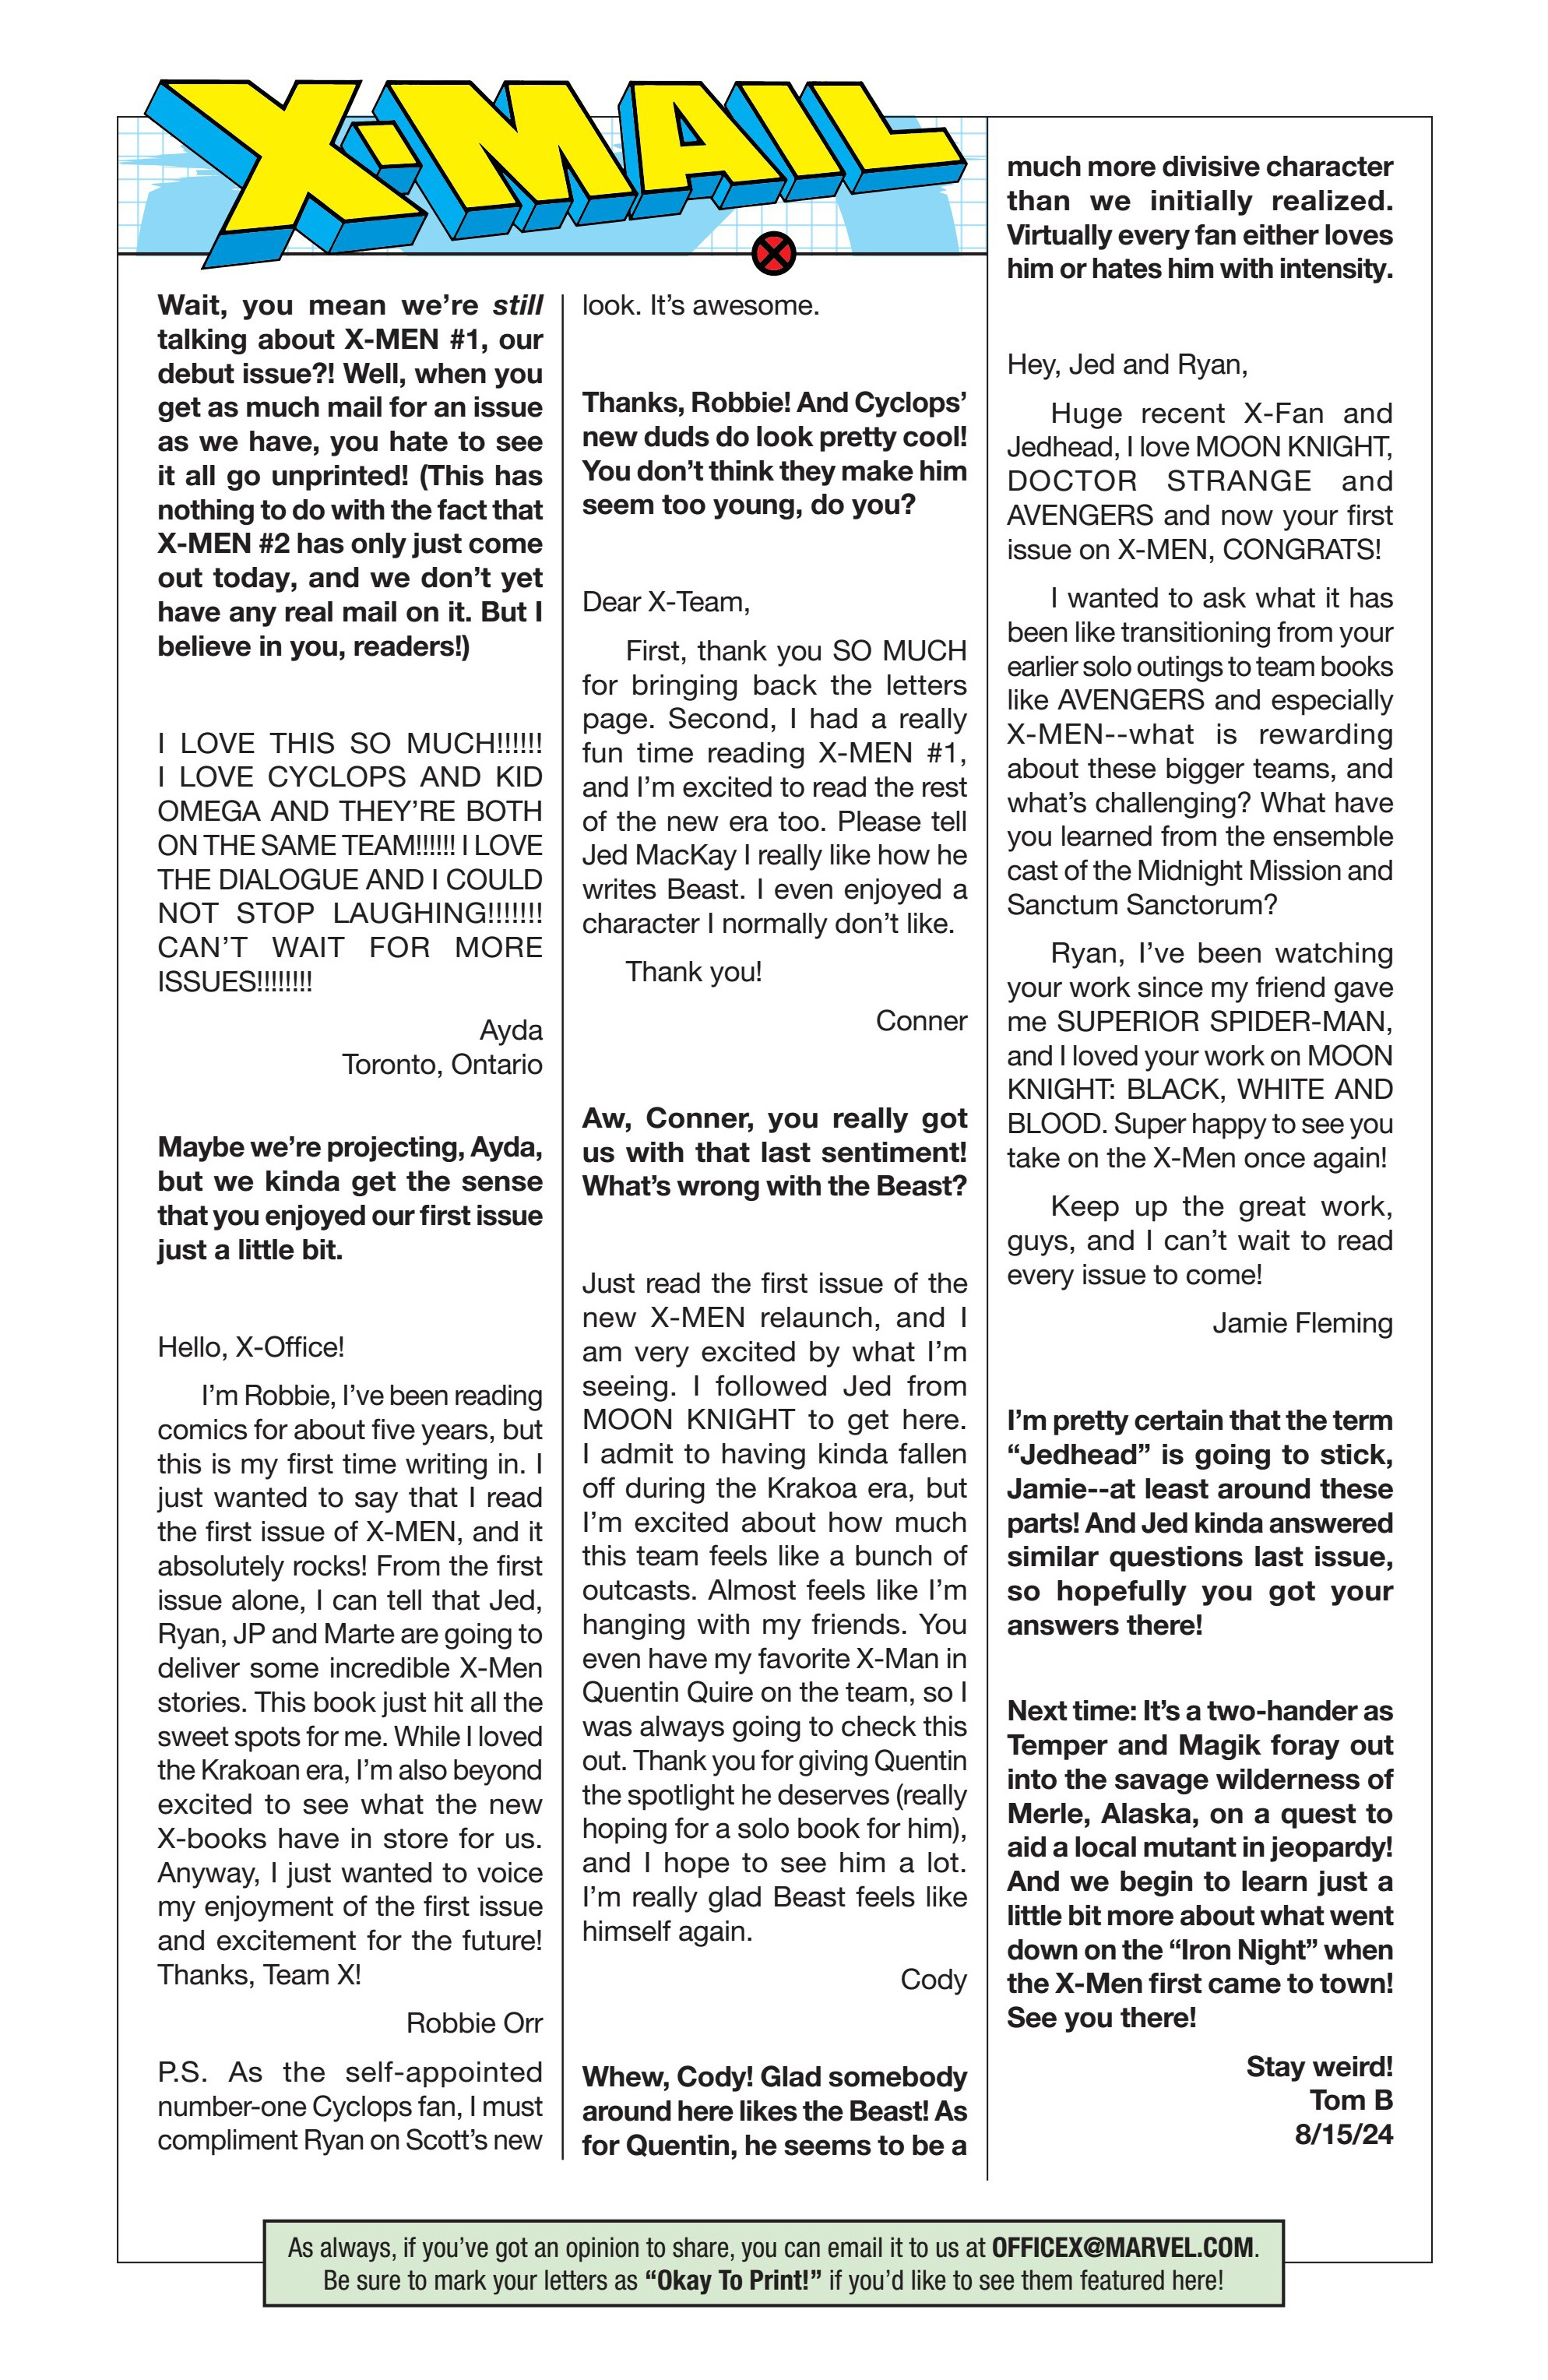 X-MAIL
Wait, you mean we're still
talking about X-MEN #1, our
debut issue?! Well, when you
get as much mail for an issue
as we have, you hate to see
it all go unprinted! (This has
nothing to do with the fact that
X-MEN #2 has only just come
out today, and we don't yet
have any real mail on it. But I
believe in you, readers!)
I LOVE THIS SO MUCH!!!!!!
I LOVE CYCLOPS AND KID
OMEGA AND THEY'RE BOTH
ON THE SAME TEAM!!!!!! I LOVE
THE DIALOGUE AND I COULD
NOT STOP LAUGHING!!!!!!!
CAN'T WAIT FOR MORE
ISSUES!!!!!!!!
Ayda
Toronto, Ontario
Maybe we're projecting, Ayda,
but we kinda get the sense
that you enjoyed our first issue
just a little bit.
Hello, X-Office!
I'm Robbie, I've been reading
comics for about five years, but
this is my first time writing in. I
just wanted to say that I read
the first issue of X-MEN, and it
absolutely rocks! From the first
issue alone, I can tell that Jed,
Ryan, JP and Marte are going to
deliver some incredible X-Men
stories. This book just hit all the
sweet spots for me. While I loved
the Krakoan era, I'm also beyond
excited to see what the new
X-books have in store for us.
Anyway, I just wanted to voice
my enjoyment of the first issue
and excitement for the future!
Thanks, Team X!
Robbie Orr
P.S. As the self-appointed
number-one Cyclops fan, I must
compliment Ryan on Scott's new
look. It's awesome.
Thanks, Robbie! And Cyclops'
new duds do look pretty cool!
You don't think they make him
seem too young, do you?
Dear X-Team,
First, thank you SO MUCH
for bringing back the letters
page. Second, I had a really
fun time reading X-MEN #1,
and I'm excited to read the rest
of the new era too. Please tell
Jed MacKay I really like how he
writes Beast. I even enjoyed a
character I normally don't like.
Thank you!
Conner
Aw, Conner, you really got
us with that last sentiment!
What's wrong with the Beast?
Just read the first issue of the
new X-MEN relaunch, and I
am very excited by what I'm
seeing. I followed Jed from
MOON KNIGHT to get here.
I admit to having kinda fallen
off during the Krakoa era, but
I'm excited about how much
this team feels like a bunch of
outcasts. Almost feels like I'm
hanging with my friends. You
even have my favorite X-Man in
Quentin Quire on the team, so I
was always going to check this
out. Thank you for giving Quentin
the spotlight he deserves (really
hoping for a solo book for him),
and I hope to see him a lot.
I'm really glad Beast feels like
himself again.
Cody
Whew, Cody! Glad somebody
around here likes the Beast! As
for Quentin, he seems to be a
much more divisive character
than we initially realized.
Virtually every fan either loves
him or hates him with intensity.
Hey, Jed and Ryan,
Huge recent X-Fan and
Jedhead, I love MOON KNIGHT,
DOCTOR STRANGE and
AVENGERS and now your first
issue on X-MEN, CONGRATS!
I wanted to ask what it has
been like transitioning from your
earlier solo outings to team books
like AVENGERS and especially
X-MEN--what is rewarding
about these bigger teams, and
what's challenging? What have
you learned from the ensemble
cast of the Midnight Mission and
Sanctum Sanctorum?
Ryan, I've been watching
your work since my friend gave
me SUPERIOR SPIDER-MAN,
and I loved your work on MOON
KNIGHT: BLACK, WHITE AND
BLOOD. Super happy to see you
take on the X-Men once again!
Keep up the great work,
guys, and I can't wait to read
every issue to come!
Jamie Fleming
I'm pretty certain that the term
“Jedhead” is going to stick,
Jamie--at least around these
parts! And Jed kinda answered
similar questions last issue,
so hopefully you got your
answers there!
Next time: It's a two-hander as
Temper and Magik foray out
into the savage wilderness of
Merle, Alaska, on a quest to
aid a local mutant in jeopardy!
And we begin to learn just a
little bit more about what went
down on the “Iron Night” when
the X-Men first came to town!
See you there!
Stay weird!
Tom B
8/15/24
As always, if you've got an opinion to share, you can email it to us at OFFICEX@MARVEL.COM.
Be sure to mark your letters as “Okay To Print!” if you'd like to see them featured here!